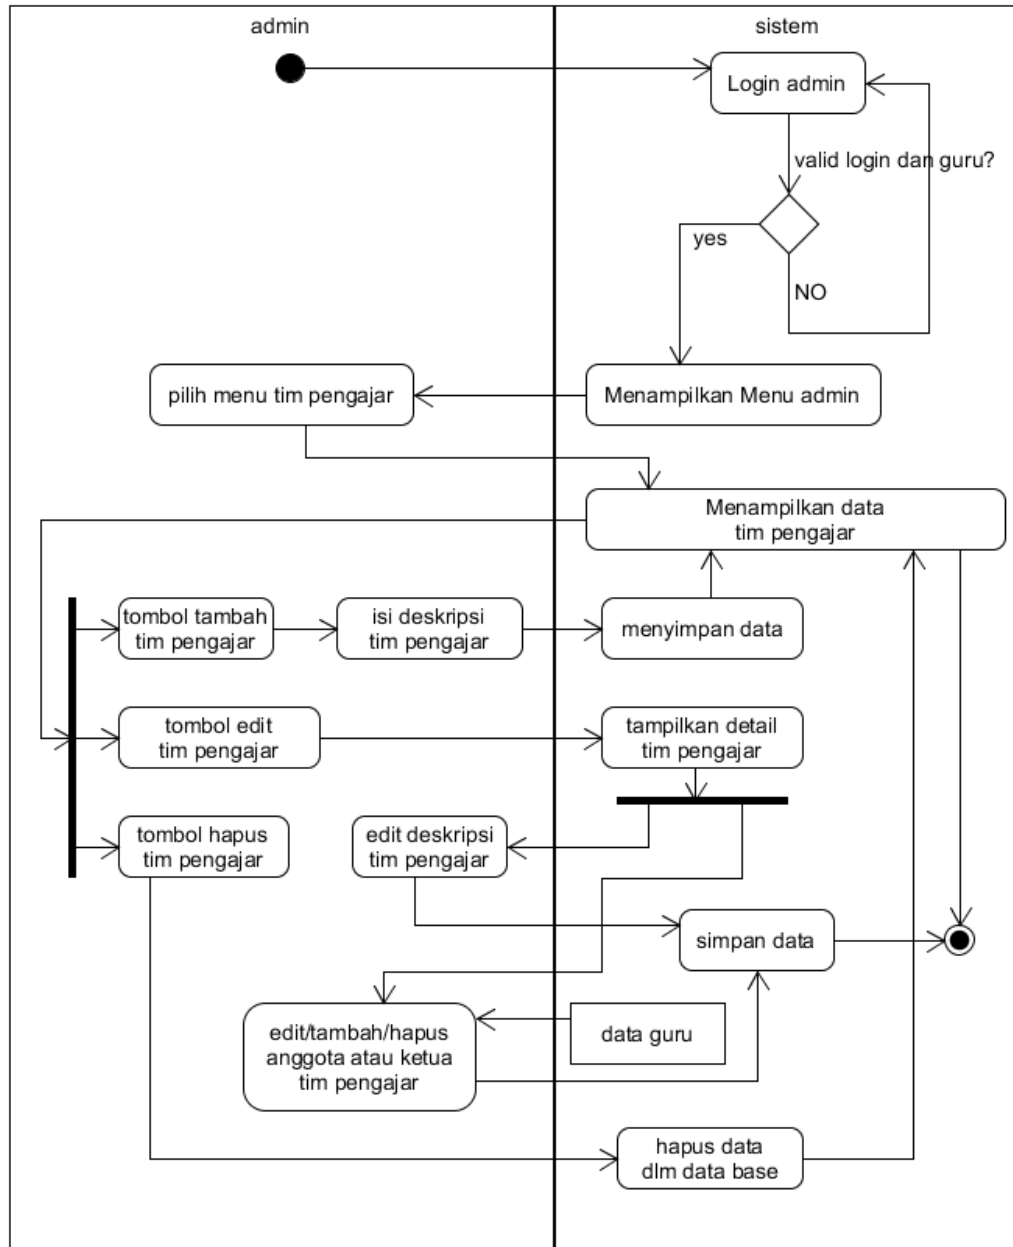 admin
sistem
Login admin
valid login dan guru?
yes
NO
pilih menu tim pengajar
Menampilkan Menu admin
Menampilkan data
tim pengajar
tombol tambah
tim pengajar
isi deskripsi
tim pengajar
menyimpan data
tombol edit
tim pengajar
tampilkan detail
tim pengajar
tombol hapus
tim pengajar
edit deskripsi
tim pengajar
simpan data
edit/tambah/hapus
anggota atau ketua
tim pengajar
data guru
hapus data
dlm data base